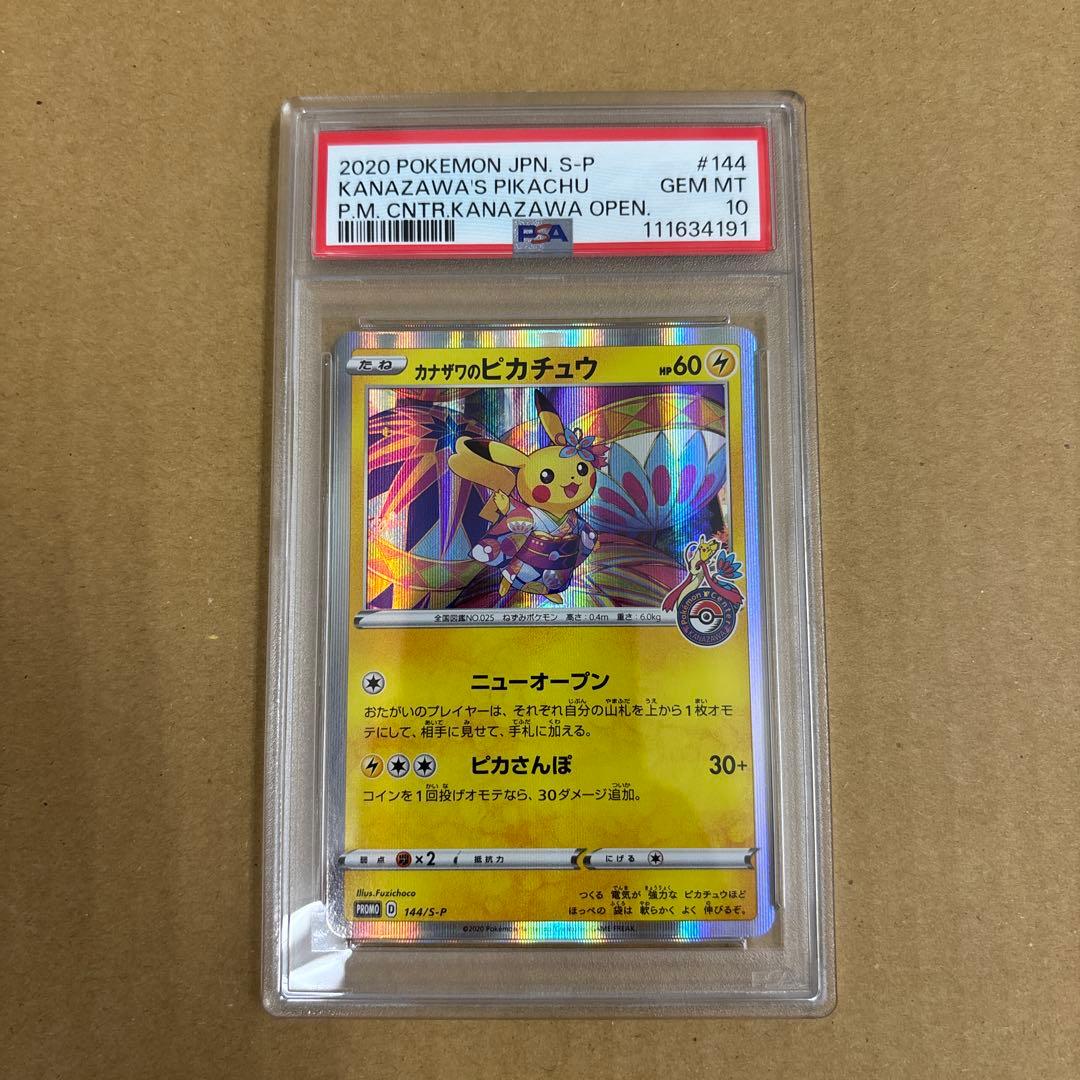 2020 POKEMON JPN. S-P #144
KANAZAWA'S PIKACHU GEM MT
P.M. CNTR.KANAZAWA OPEN. 10
PSA 111634191
たね カナザワのピカチュウ HP60
全国図鑑NO.025 ねずみポケモン 高さ:0.4m 重さ:6.0kg
Pokémon Center
KANAZAWA
ニューオープン
おたがいのプレイヤーは、それぞれ自分の山札を上から1枚オモ
テにして、相手に見せて、手札に加える。
ピカさんぽ 30+
コインを1回投げオモテなら、30ダメージ追加。
弱点 ×2 抵抗力 にげる
Illus.Fuzichoco
つくる 電気が 強力な ピカチュウほど
ほっぺの 袋は 軟らかく よく 伸びるぞ。
PROMO D 144/S-P
©2020 Pokémon GAME FREAK.